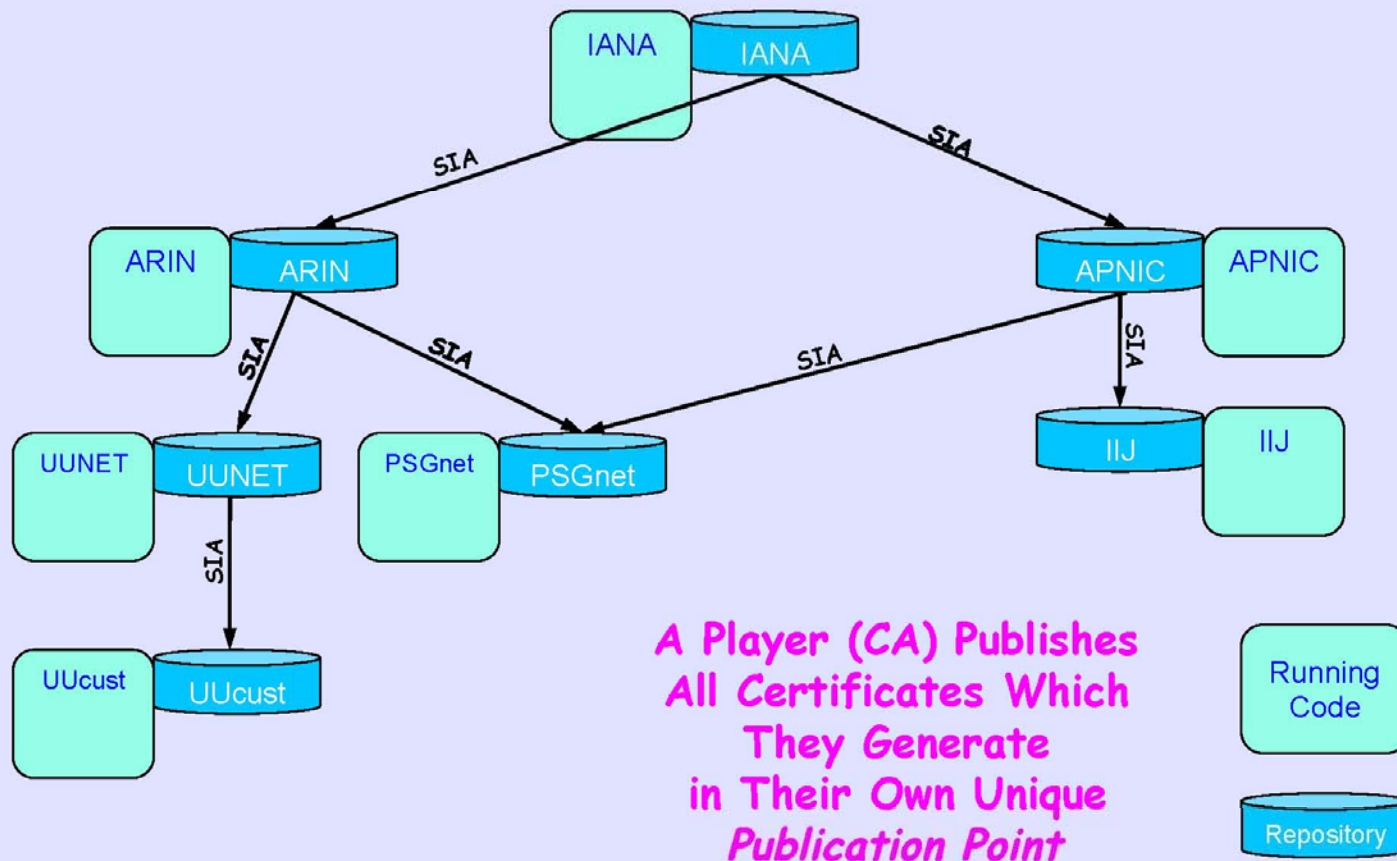 IANA
IANA
SIA
SIA
ARIN
ARIN
APNIC
APNIC
SIA
SIA
SIA
SIA
UUNET
UUNET
PSGnet
PSGnet
IIJ
IIJ
SIA
UUcust
UUcust
A Player (CA) Publishes
All Certificates Which
They Generate
in Their Own Unique
Publication Point
Running
Code
Repository